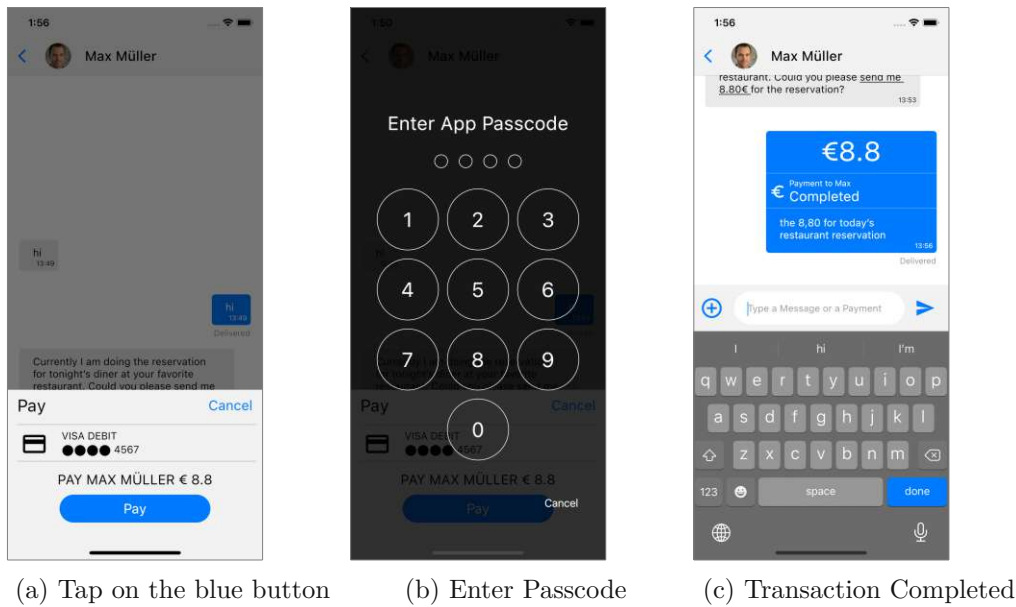 1:56
Max Müller
hi
13:49
hi
13:49
Delivered
Currently I am doing the reservation
for tonight's diner at your favorite
restaurant. Could you please send me
Pay
Cancel
VISA DEBIT
4567
PAY MAX MÜLLER € 8.8
Pay
(a) Tap on the blue button
Max Müller
Enter App Passcode
1 2 3
4 5 6
7 8 9
0
Pay
Cancel
VISA DEBIT
4567
PAY MAX MÜLLER € 8.8
Pay
Cancel
(b) Enter Passcode
1:56
Max Müller
restaurant. Could you please send me
8.80€ for the reservation?
13:53
€8.8
€ Payment to Max
Completed
the 8,80 for today's
restaurant reservation
13:56
Delivered
Type a Message or a Payment
I hi I'm
q w e r t y u i o p
a s d f g h j k l
z x c v b n m
123 space done
(c) Transaction Completed